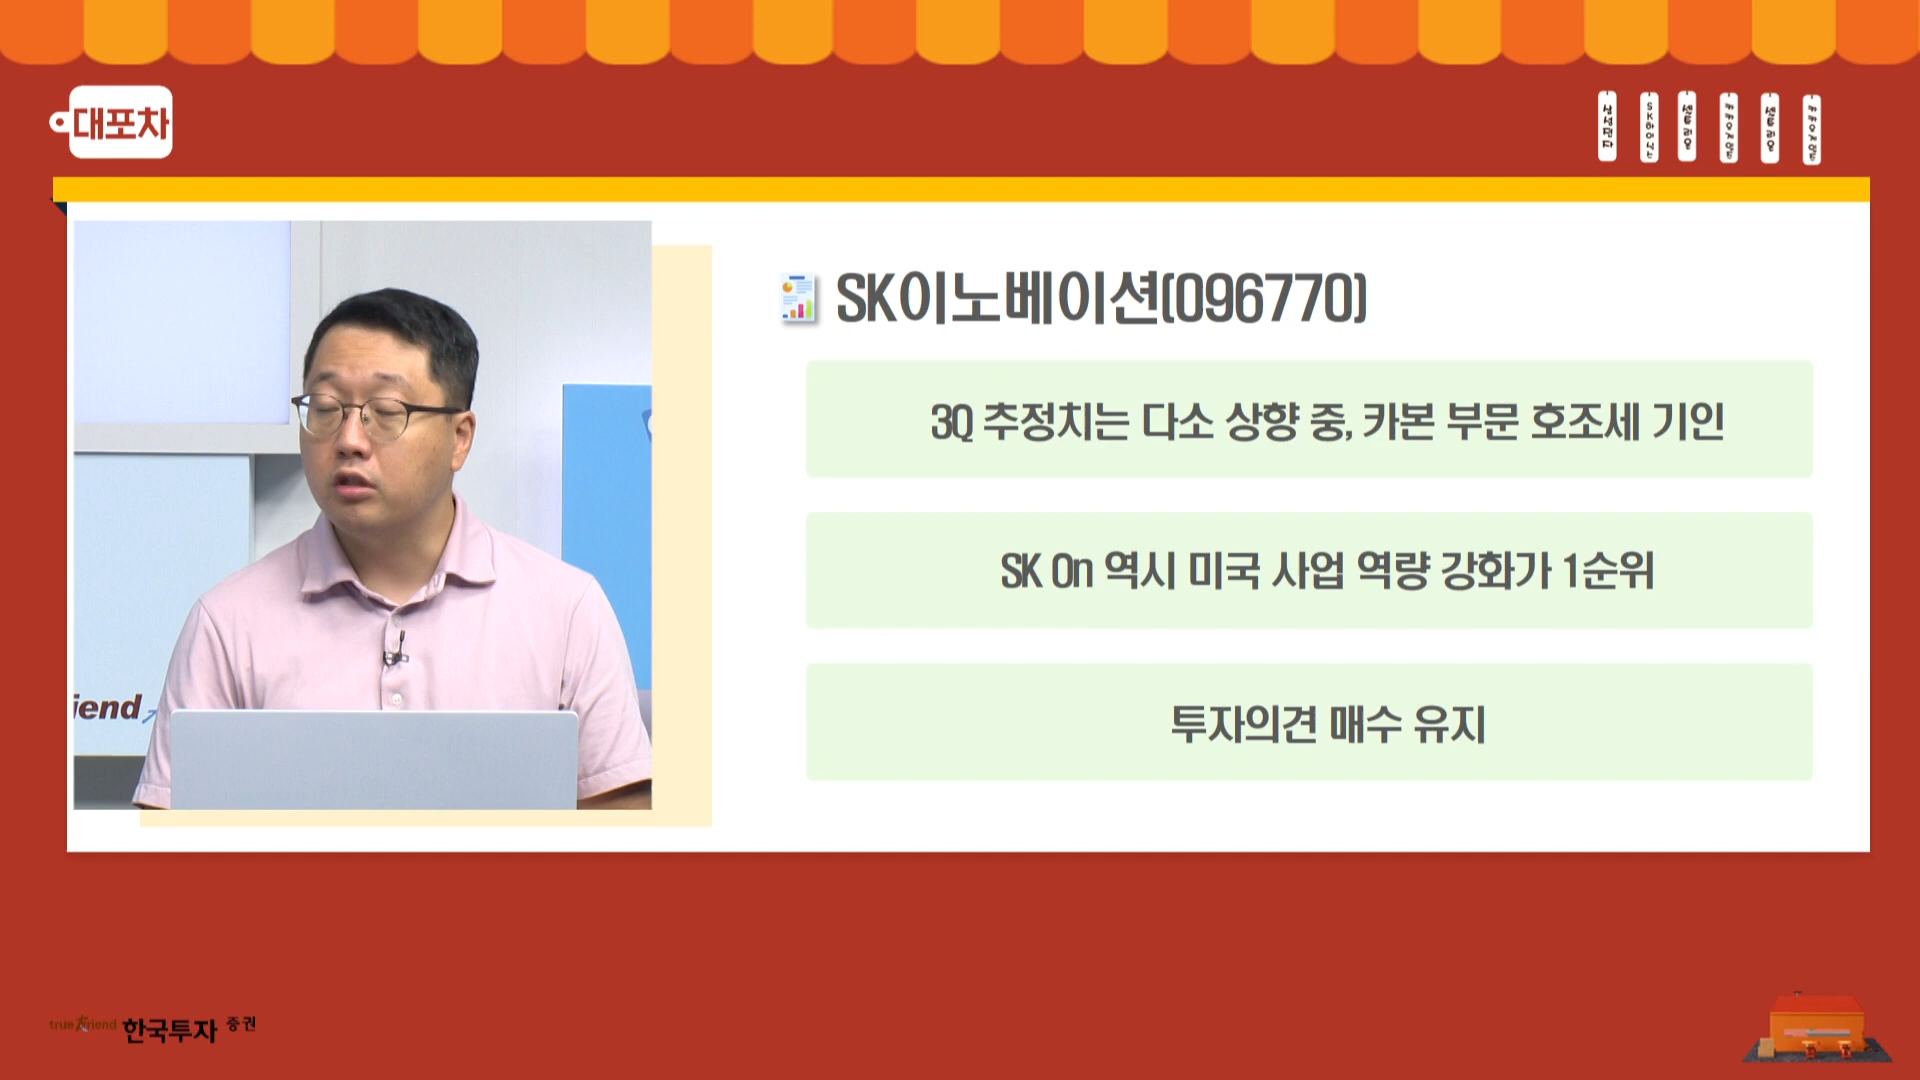 대포차
SK이노베이션(096770)
3Q 추정치는 다소 상향 중, 카본 부문 호조세 기인
SK On 역시 미국 사업 역량 강화가 1순위
투자의견 매수 유지
iend
true friend 한국투자 증권